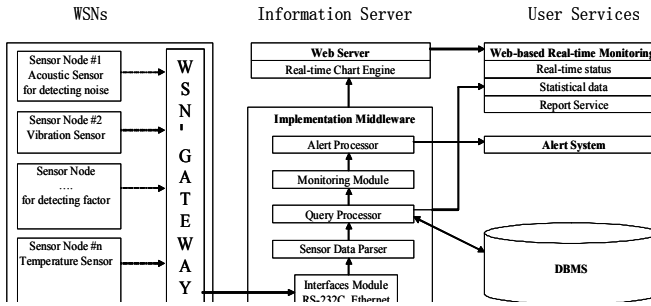 WSNs
Information Server
User Services
Sensor Node #1
Acoustic Sensor
for detecting noise
Sensor Node #2
Vibration Sensor
Sensor Node
....
for detecting factor
Sensor Node #n
Temperature Sensor
W
S
N
'
G
A
T
E
W
A
Y
Web Server
Real-time Chart Engine
Implementation Middleware
Alert Processor
Monitoring Module
Query Processor
Sensor Data Parser
Interfaces Module
RS-232C, Ethernet
Web-based Real-time Monitoring
Real-time status
Statistical data
Report Service
Alert System
DBMS